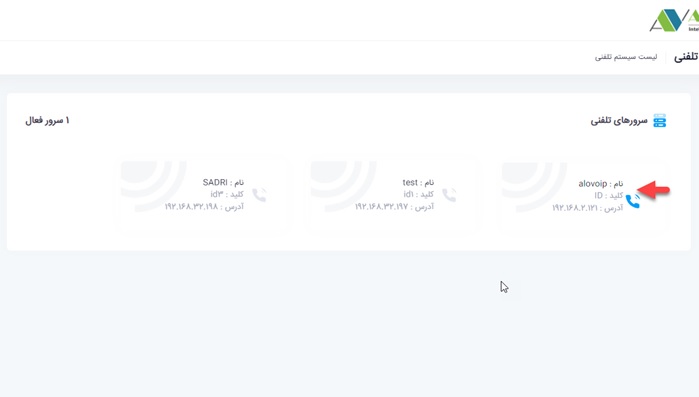 تلفنی
لیست سیستم تلفنی
سرورهای تلفنی
۱ سرور فعال
نام : alovoip
کلید : ID
آدرس : ۱۹۲.۱۶۸.۲.۱۲۱
نام : test
کلید : id۱
آدرس : ۱۹۲.۱۶۸.۳۲.۱۹۷
نام : SADRI
کلید : id۳
آدرس : ۱۹۲.۱۶۸.۳۲.۱۹۸